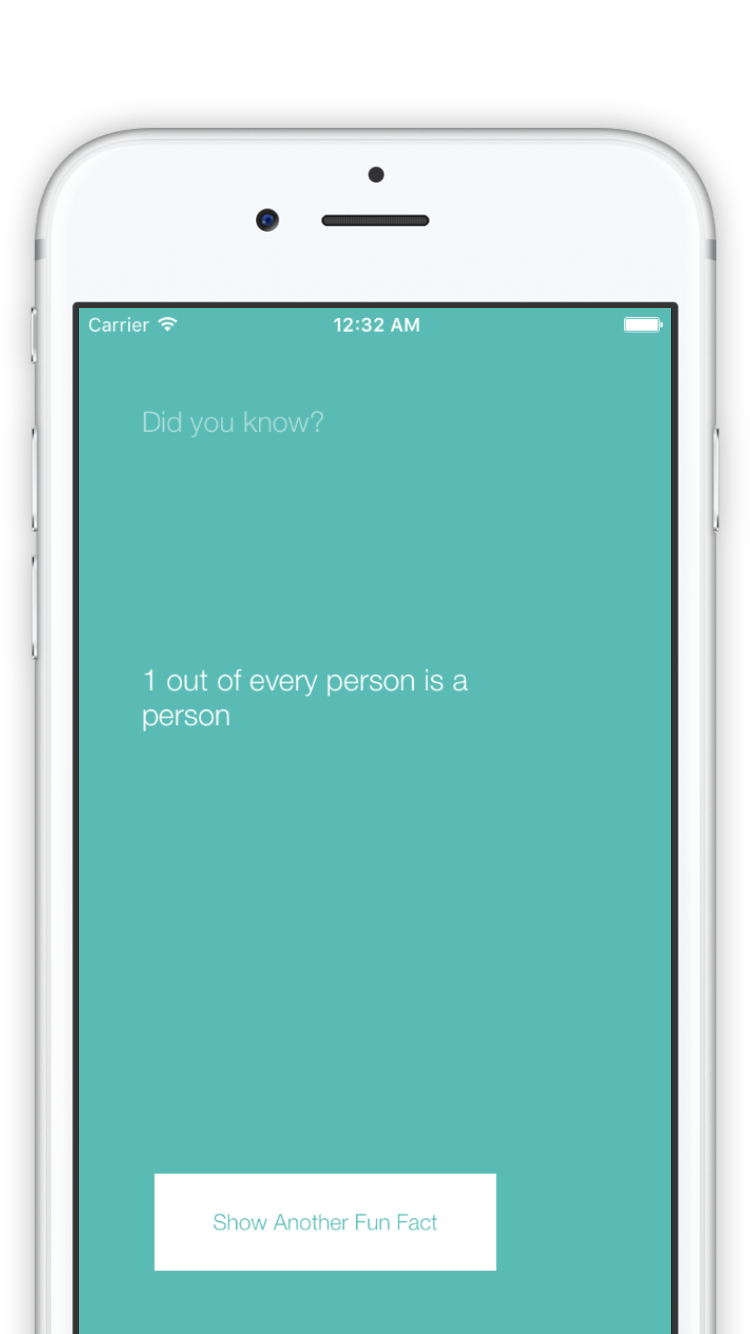 Carrier 12:32 AM
Did you know?
1 out of every person is a
person
Show Another Fun Fact